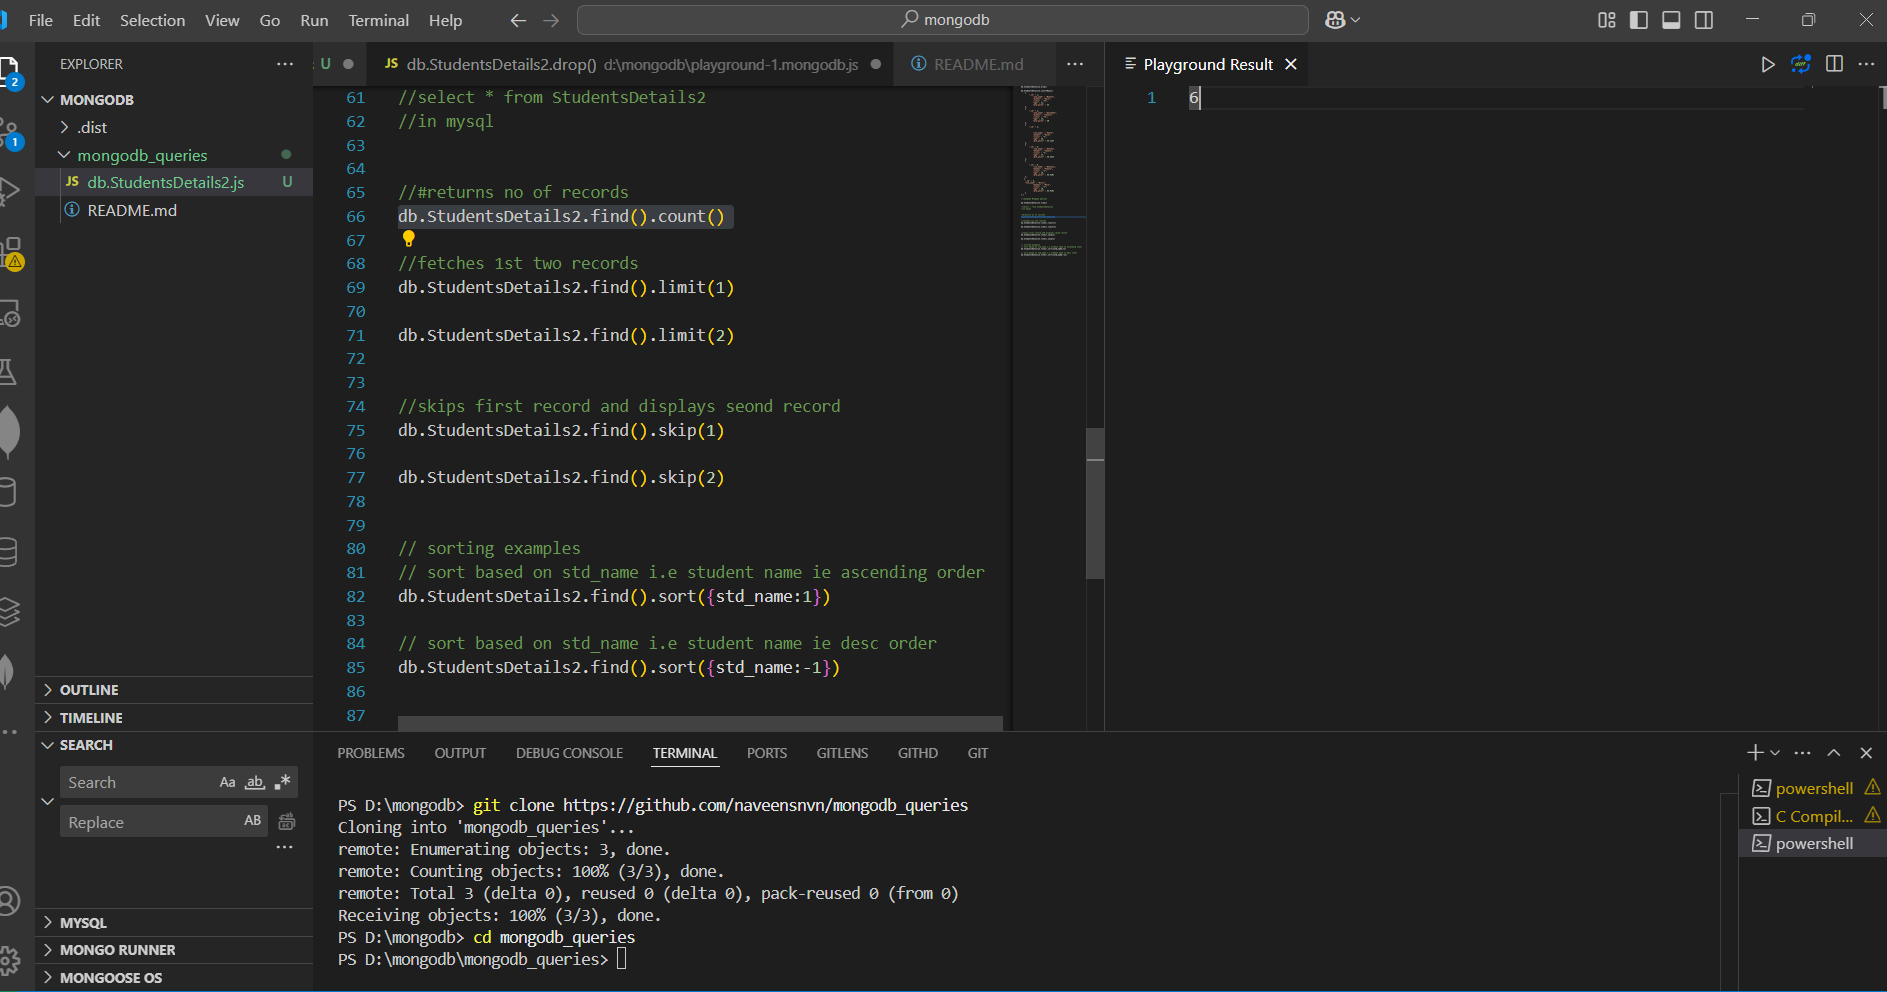 File Edit Selection View Go Run Terminal Help mongodb
EXPLORER
U JS db.StudentsDetails2.drop() d:\mongodb\playground-1.mongodb.js README.md
Playground Result
MONGODB
.dist
mongodb_queries
JS db.StudentsDetails2.js U
README.md
61 //select * from StudentsDetails2
62 //in mysql
63
64
65 //#returns no of records
66 db.StudentsDetails2.find().count()
67
68 //fetches 1st two records
69 db.StudentsDetails2.find().limit(1)
70
71 db.StudentsDetails2.find().limit(2)
72
73
74 //skips first record and displays seond record
75 db.StudentsDetails2.find().skip(1)
76
77 db.StudentsDetails2.find().skip(2)
78
79
80 // sorting examples
81 // sort based on std_name i.e student name ie ascending order
82 db.StudentsDetails2.find().sort({std_name:1})
83
84 // sort based on std_name i.e student name ie desc order
85 db.StudentsDetails2.find().sort({std_name:-1})
86
87
1 6
2
1
OUTLINE
TIMELINE
SEARCH
Search Aa ab
Replace AB
MYSQL
MONGO RUNNER
MONGOOSE OS
PROBLEMS OUTPUT DEBUG CONSOLE TERMINAL PORTS GITLENS GITHD GIT
PS D:\mongodb> git clone https://github.com/naveensnvn/mongodb_queries
Cloning into 'mongodb_queries'...
remote: Enumerating objects: 3, done.
remote: Counting objects: 100% (3/3), done.
remote: Total 3 (delta 0), reused 0 (delta 0), pack-reused 0 (from 0)
Receiving objects: 100% (3/3), done.
PS D:\mongodb> cd mongodb_queries
PS D:\mongodb\mongodb_queries>
powershell
C Compil...
powershell